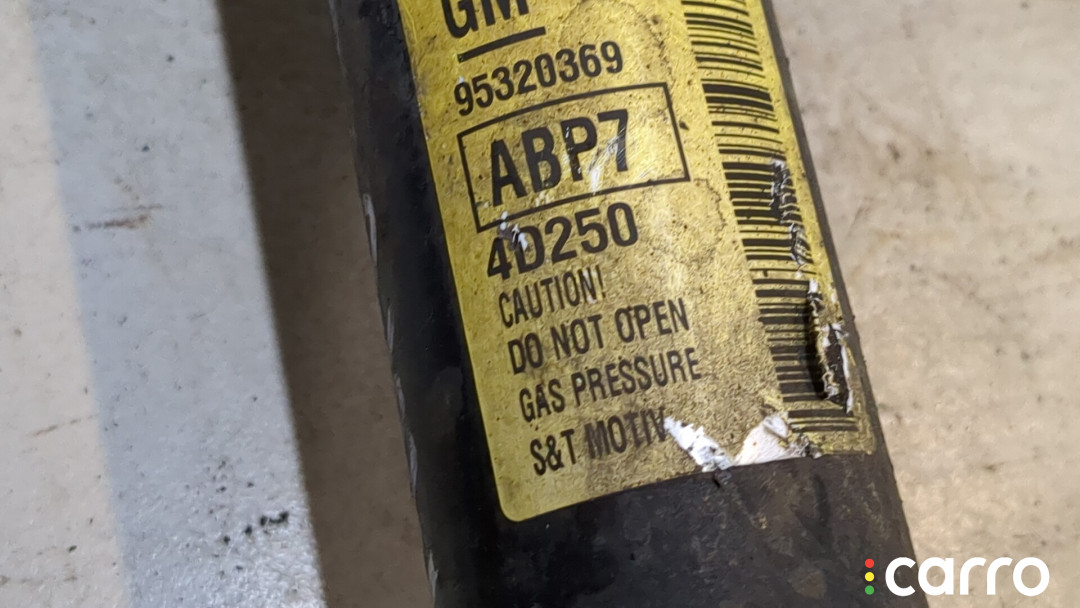 GM
95320369
ABP7
4D250
CAUTION!
DO NOT OPEN
GAS PRESSURE
S&T MOTIV
carro